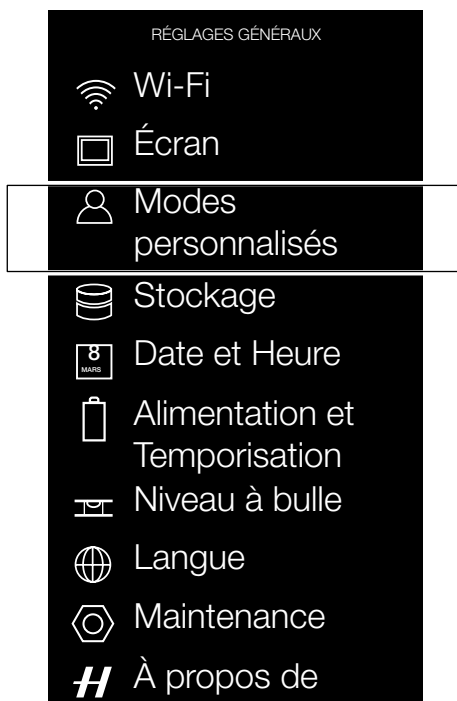 RÉGLAGES GÉNÉRAUX
Wi-Fi
Écran
Modes
personnalisés
Stockage
8
MARS
Date et Heure
Alimentation et
Temporisation
Niveau à bulle
Langue
Maintenance
H
À propos de